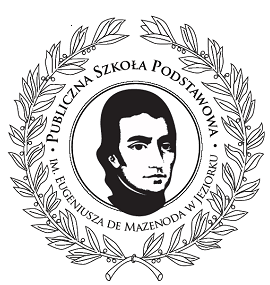 PUBLICZNA SZKOŁA PODSTAWOWA
IM. EUGENIUSZA DE MAZENODA W JEZIORKU